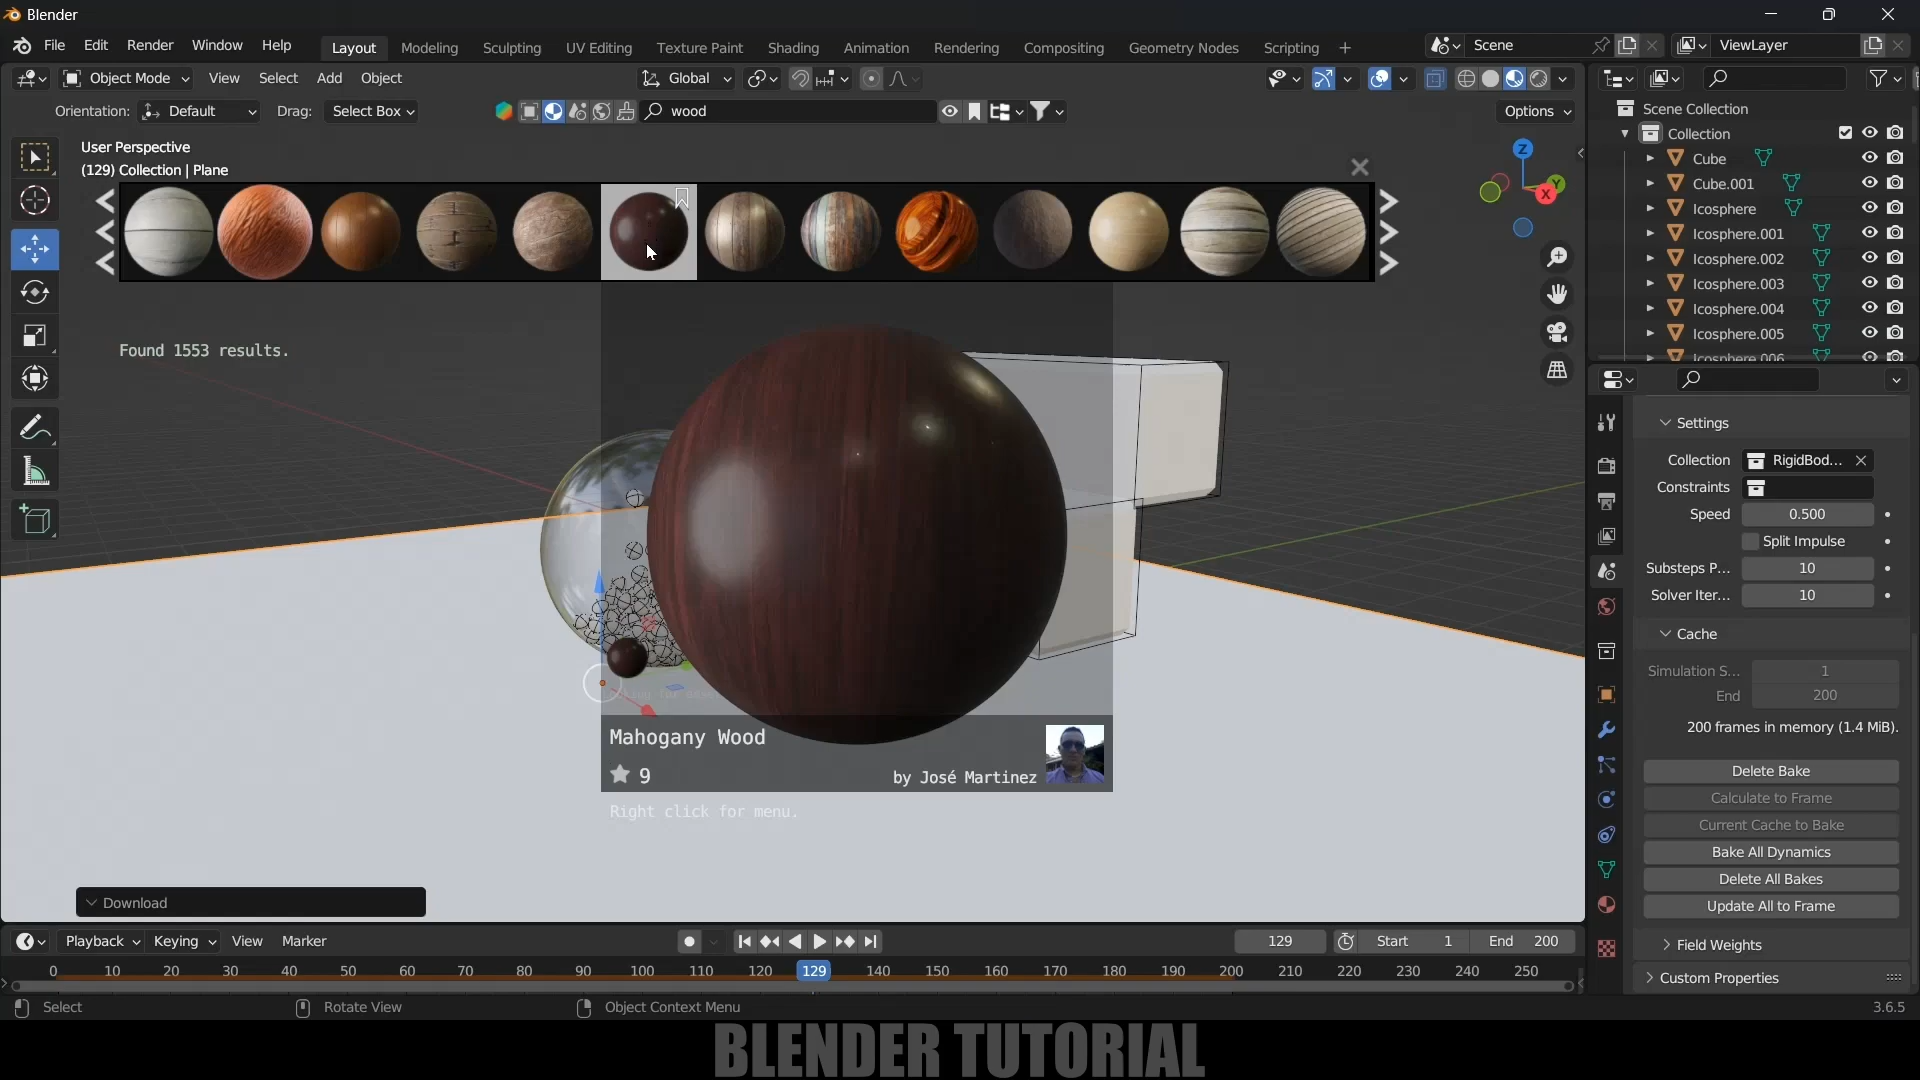 Blender
File Edit Render Window Help Layout Modeling Sculpting UV Editing Texture Paint Shading Animation Rendering Compositing Geometry Nodes Scripting + Scene ViewLayer
Object Mode View Select Add Object Global
Orientation: Default Drag: Select Box wood Options
User Perspective
(129) Collection | Plane
Z
Y
X
Found 1553 results.
Mahogany Wood
9
by José Martinez
Right click for menu.
Download
Scene Collection
Collection
Cube
Cube.001
Icosphere
Icosphere.001
Icosphere.002
Icosphere.003
Icosphere.004
Icosphere.005
Icosphere.006
Settings
Collection RigidBod...
Constraints
Speed 0.500
Split Impulse
Substeps P... 10
Solver Iter... 10
Cache
Simulation S... 1
End 200
200 frames in memory (1.4 MiB).
Delete Bake
Calculate to Frame
Current Cache to Bake
Bake All Dynamics
Delete All Bakes
Update All to Frame
Field Weights
Custom Properties
Playback Keying View Marker 129 Start 1 End 200
0 10 20 30 40 50 60 70 80 90 100 110 120 129 140 150 160 170 180 190 200 210 220 230 240 250
Select Rotate View Object Context Menu 3.6.5
BLENDER TUTORIAL